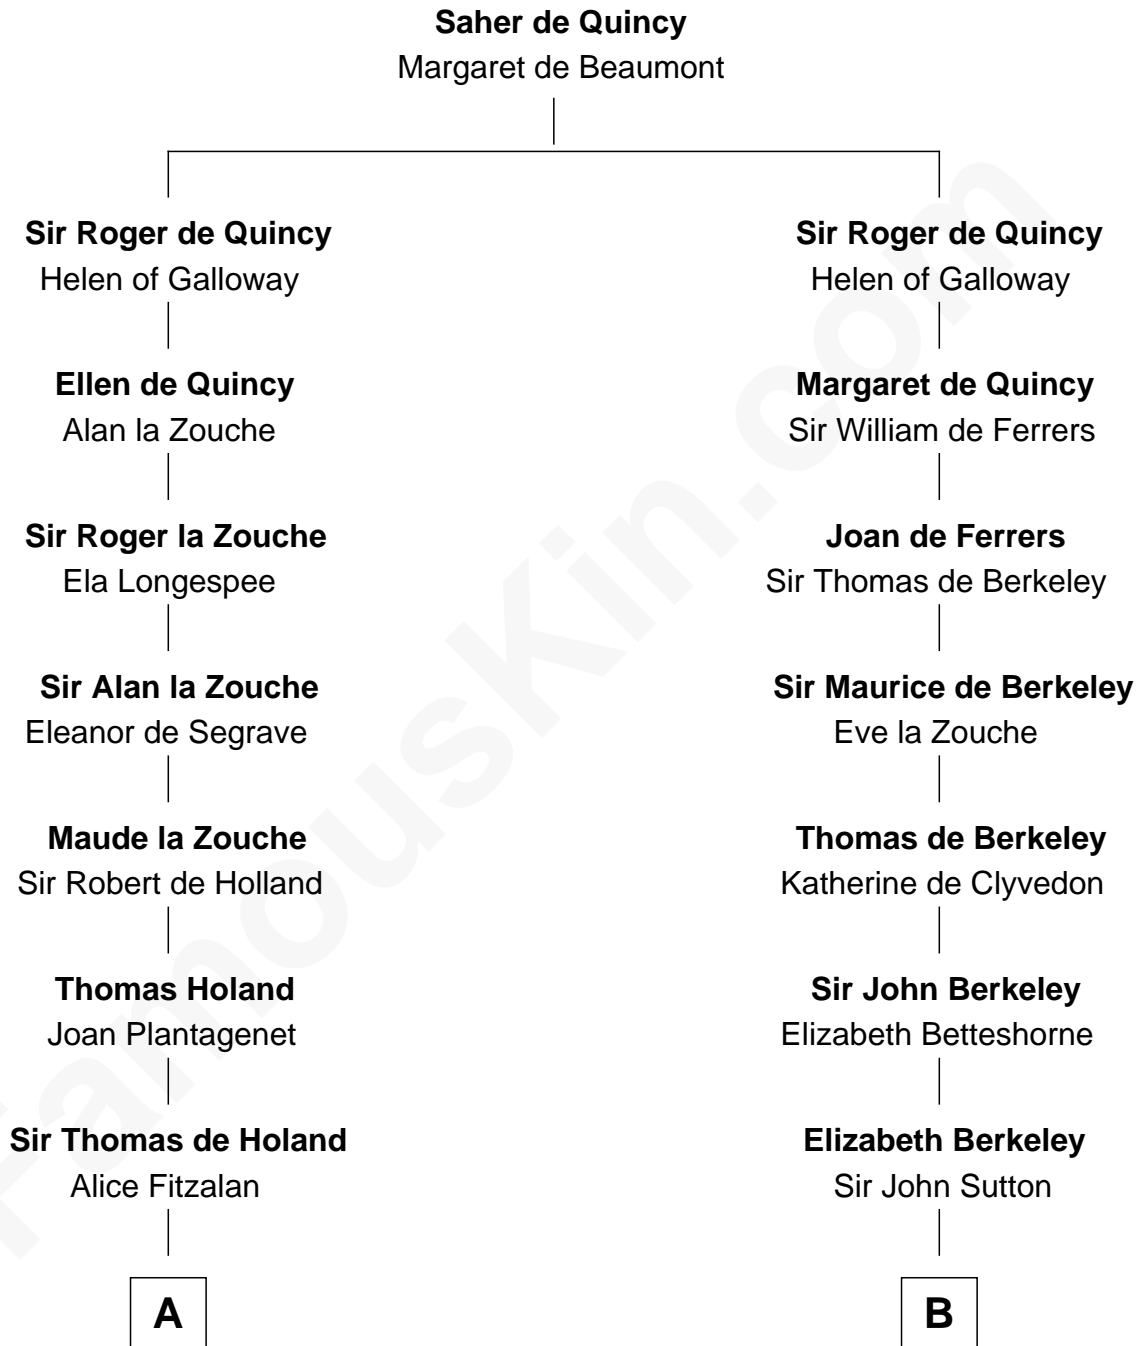 Saher de Quincy
Margaret de Beaumont
Sir Roger de Quincy
Helen of Galloway
Ellen de Quincy
Alan la Zouche
Sir Roger la Zouche
Ela Longespee
Sir Alan la Zouche
Eleanor de Segrave
Maude la Zouche
Sir Robert de Holland
Thomas Holand
Joan Plantagenet
Sir Thomas de Holand
Alice Fitzalan
A
Sir Roger de Quincy
Helen of Galloway
Margaret de Quincy
Sir William de Ferrers
Joan de Ferrers
Sir Thomas de Berkeley
Sir Maurice de Berkeley
Eve la Zouche
Thomas de Berkeley
Katherine de Clyvedon
Sir John Berkeley
Elizabeth Betteshorne
Elizabeth Berkeley
Sir John Sutton
B
FamousKin.com